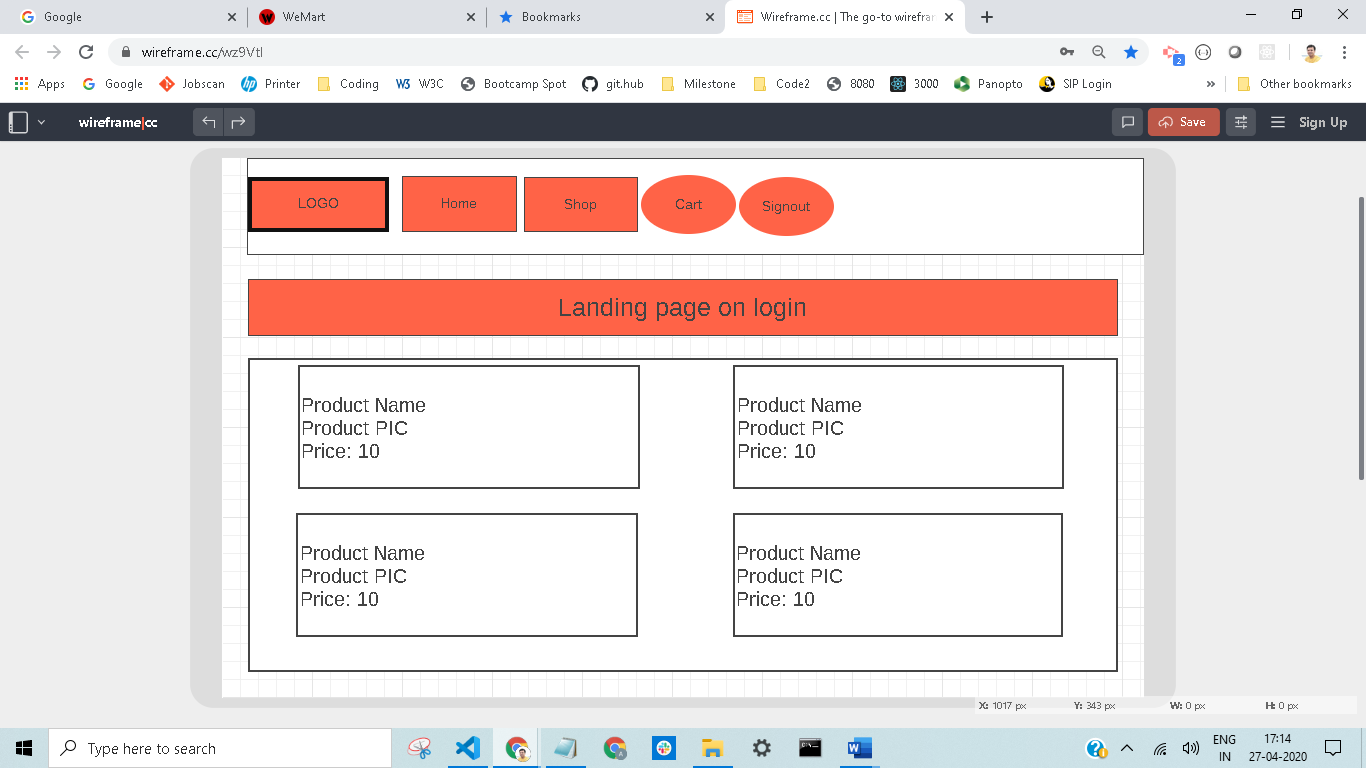 Google
WeMart
Bookmarks
Wireframe.cc | The go-to wirefra
wireframe.cc/wz9Vtl
2
Apps
Google
Jobscan
Printer
Coding
W3 W3C
Bootcamp Spot
git.hub
Milestone
Code2
8080
3000
Panopto
SIP Login
Other bookmarks
wireframe|cc
Save
Sign Up
LOGO
Home
Shop
Cart
Signout
Landing page on login
Product Name
Product PIC
Price: 10
Product Name
Product PIC
Price: 10
Product Name
Product PIC
Price: 10
Product Name
Product PIC
Price: 10
X: 1017 px
Y: 343 px
W: 0 px
H: 0 px
Type here to search
ENG
IN
17:14
27-04-2020